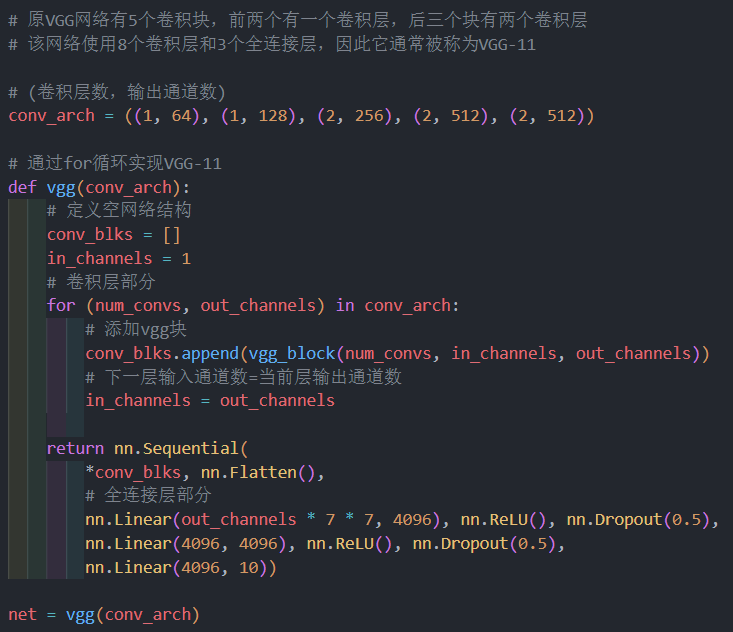 # 原VGG网络有5个卷积块，前两个有一个卷积层，后三个块有两个卷积层
# 该网络使用8个卷积层和3个全连接层，因此它通常被称为VGG-11
# (卷积层数，输出通道数)
conv_arch = ((1, 64), (1, 128), (2, 256), (2, 512), (2, 512))
# 通过for循环实现VGG-11
def vgg(conv_arch):
    # 定义空网络结构
    conv_blks = []
    in_channels = 1
    # 卷积层部分
    for (num_convs, out_channels) in conv_arch:
        # 添加vgg块
        conv_blks.append(vgg_block(num_convs, in_channels, out_channels))
        # 下一层输入通道数=当前层输出通道数
        in_channels = out_channels
    return nn.Sequential(
        *conv_blks, nn.Flatten(),
        # 全连接层部分
        nn.Linear(out_channels * 7 * 7, 4096), nn.ReLU(), nn.Dropout(0.5),
        nn.Linear(4096, 4096), nn.ReLU(), nn.Dropout(0.5),
        nn.Linear(4096, 10))
net = vgg(conv_arch)